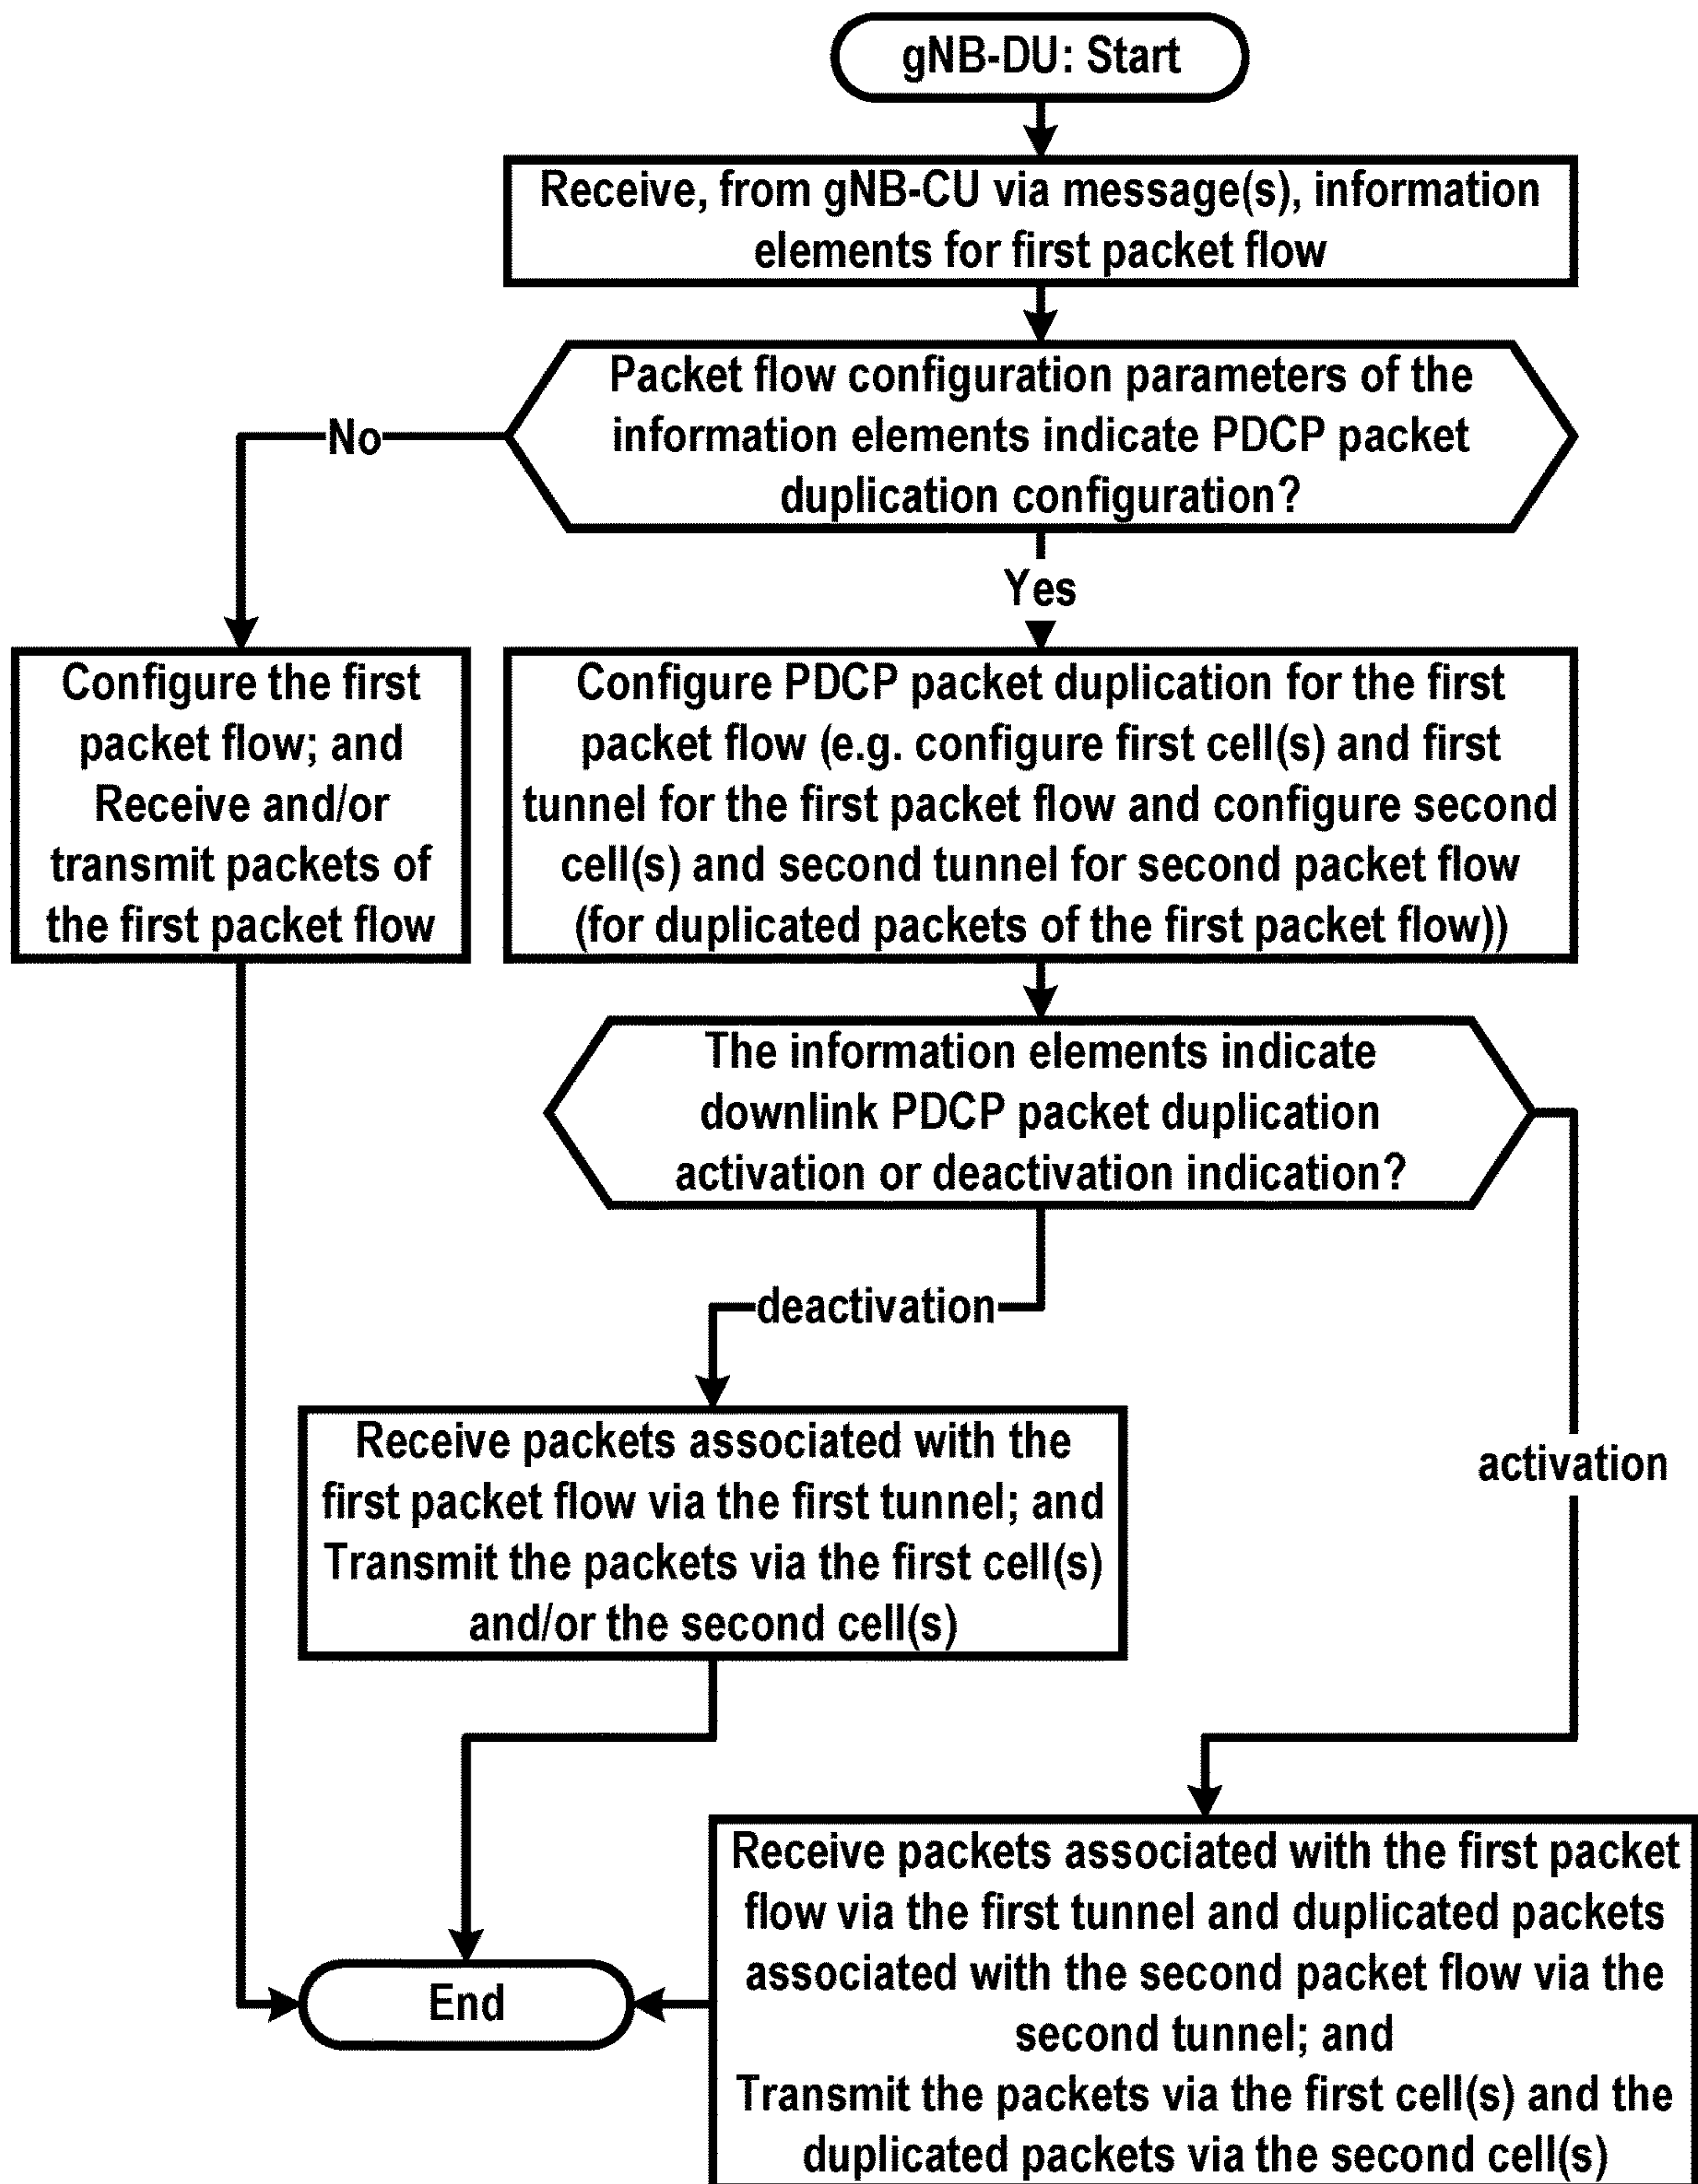 gNB-DU: Start
Receive, from gNB-CU via message(s), information
elements for first packet flow
Packet flow configuration parameters of the
information elements indicate PDCP packet
duplication configuration?
No
Yes
Configure the first
packet flow; and
Receive and/or
transmit packets of
the first packet flow
Configure PDCP packet duplication for the first
packet flow (e.g. configure first cell(s) and first
tunnel for the first packet flow and configure second
cell(s) and second tunnel for second packet flow
(for duplicated packets of the first packet flow))
The information elements indicate
downlink PDCP packet duplication
activation or deactivation indication?
deactivation
activation
Receive packets associated with the
first packet flow via the first tunnel; and
Transmit the packets via the first cell(s)
and/or the second cell(s)
Receive packets associated with the first packet
flow via the first tunnel and duplicated packets
associated with the second packet flow via the
second tunnel; and
Transmit the packets via the first cell(s) and the
duplicated packets via the second cell(s)
End